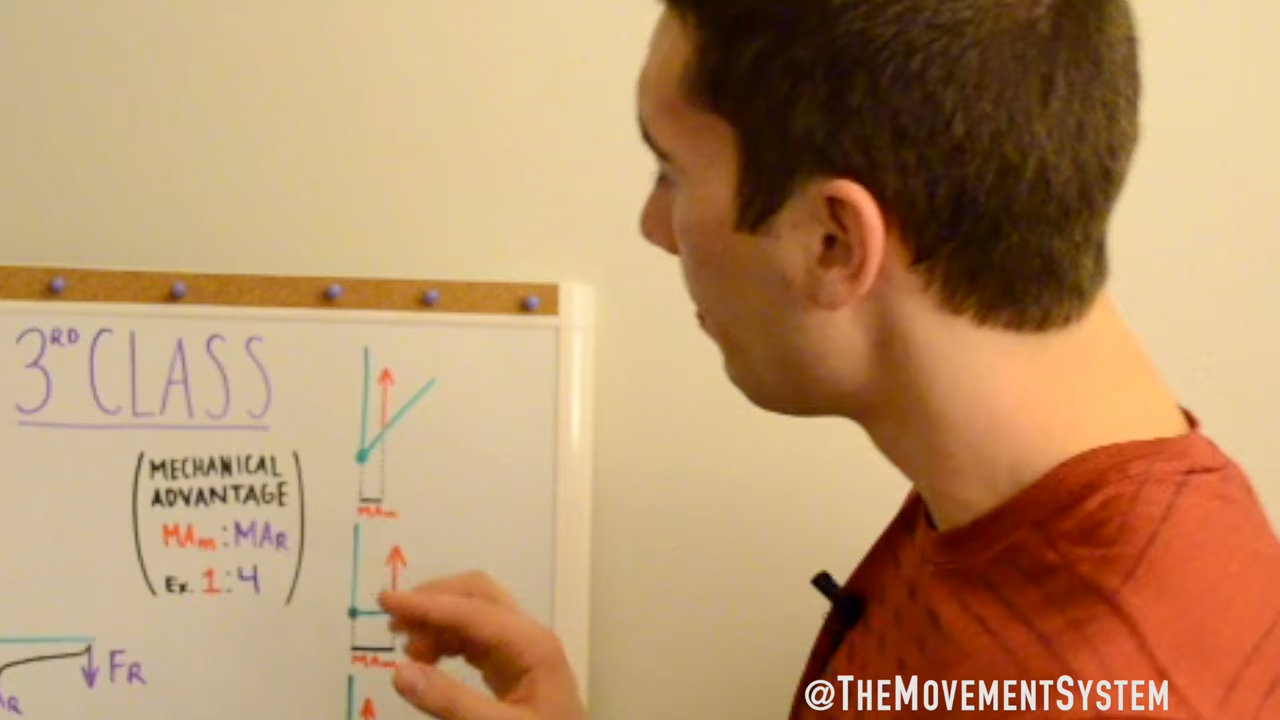 3RD CLASS
(MECHANICAL
ADVANTAGE
MAm:MAR
Ex. 1:4)
MAm
MAm
FR
@THEMOVEMENTSYSTEM